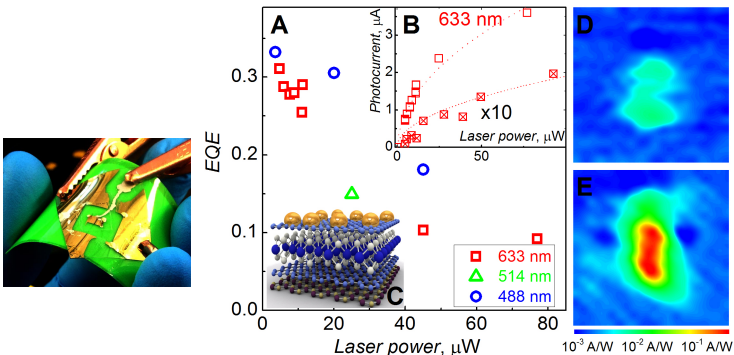 A
B
633 nm
x10
Photocurrent, μA
3
2
1
0
0
50
Laser power, μW
EQE
0.3
0.2
0.1
0.0
C
633 nm
514 nm
488 nm
0
20
40
60
80
Laser power, μW
D
E
10⁻³ A/W
10⁻² A/W
10⁻¹ A/W